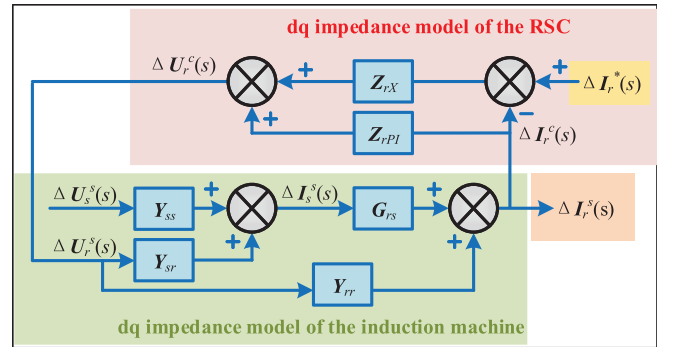 dq impedance model of the RSC
Δ U_r^c(s)
+
Z_rX
+
Δ I_r^*(s)
+
Z_rPI
−
Δ I_r^c(s)
Δ U_s^s(s)
Y_ss
+
Δ I_s^s(s)
G_rs
+
Δ I_r^s(s)
Δ U_r^s(s)
Y_sr
+
+
Y_rr
dq impedance model of the induction machine